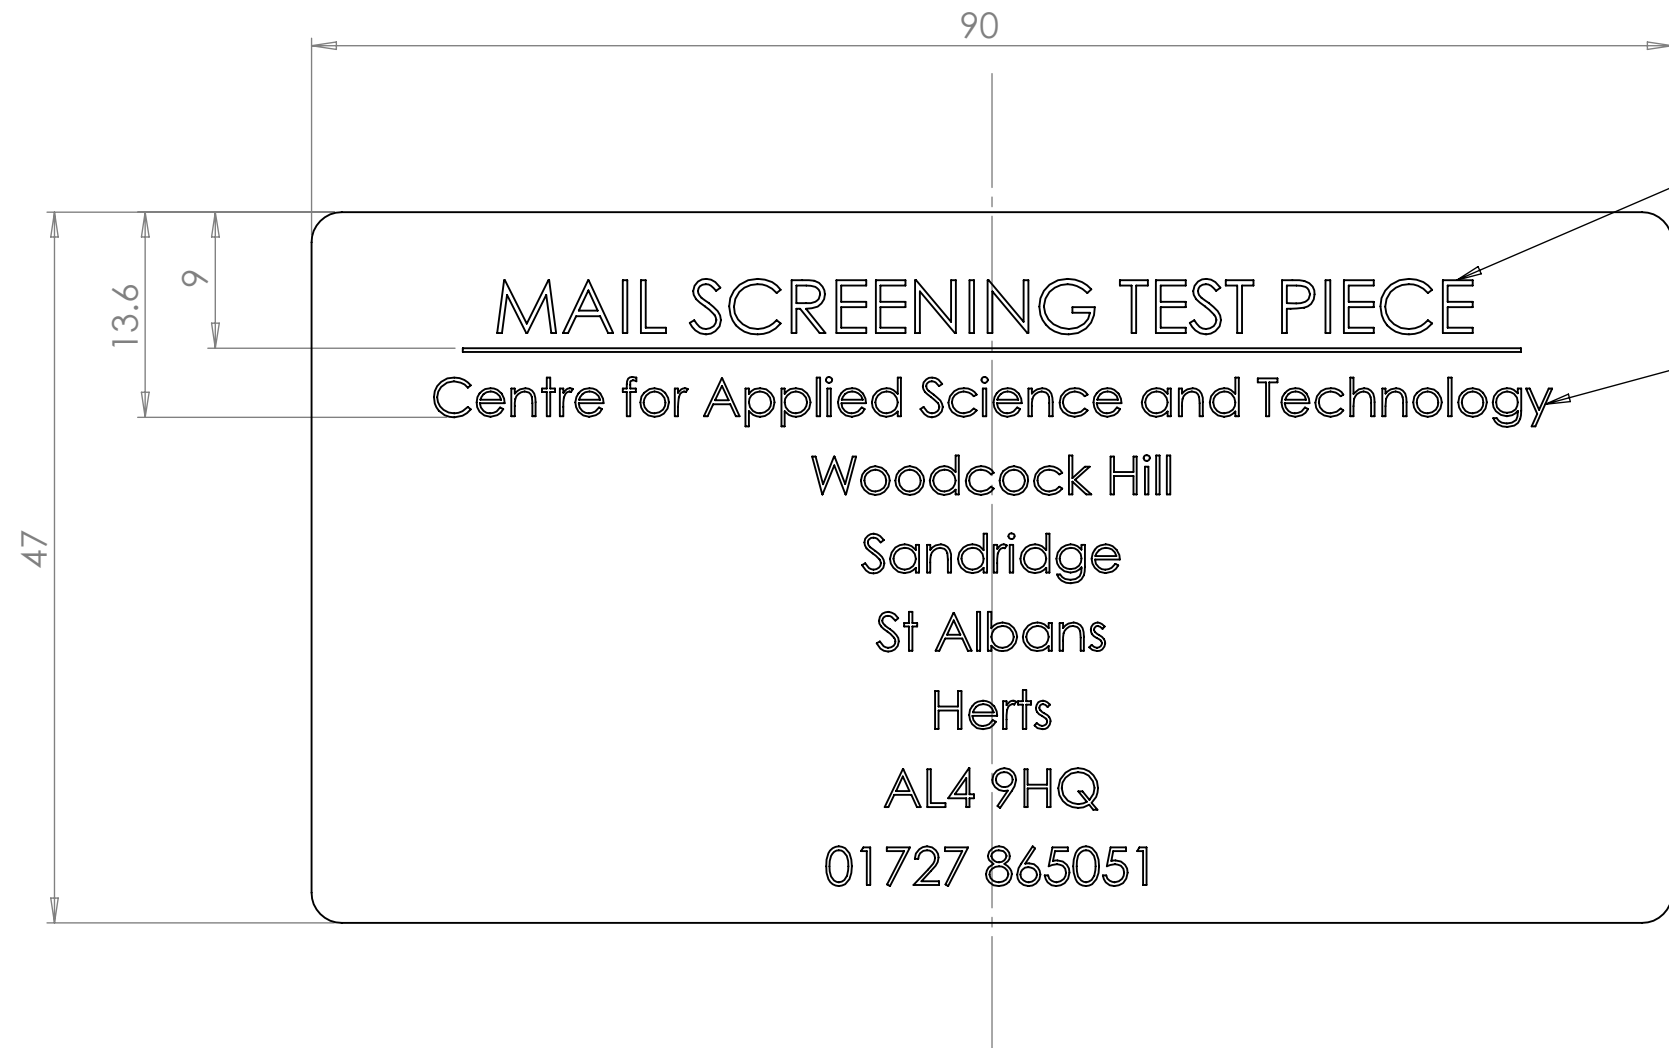 90
13.6
9
47
MAIL SCREENING TEST PIECE
Centre for Applied Science and Technology
Woodcock Hill
Sandridge
St Albans
Herts
AL4 9HQ
01727 865051